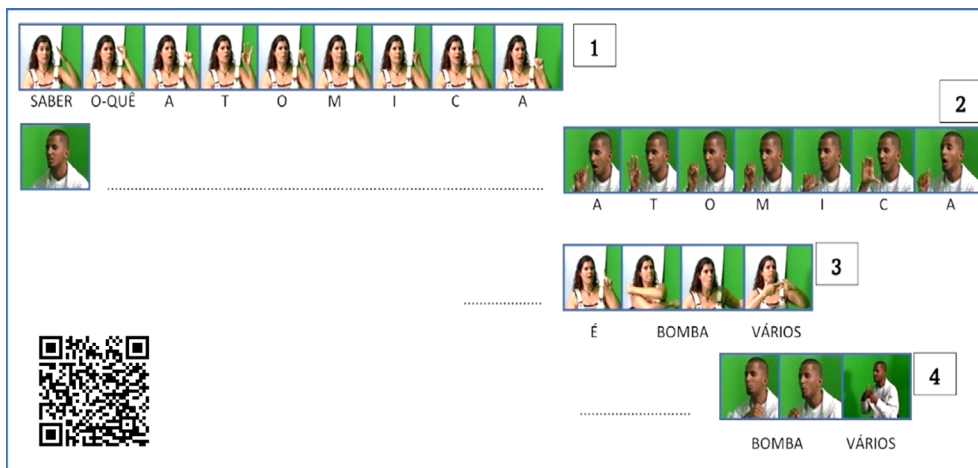 1
SABER O-QUÊ A T O M I C A
2
A T O M I C A
3
É BOMBA VÁRIOS
4
BOMBA VÁRIOS